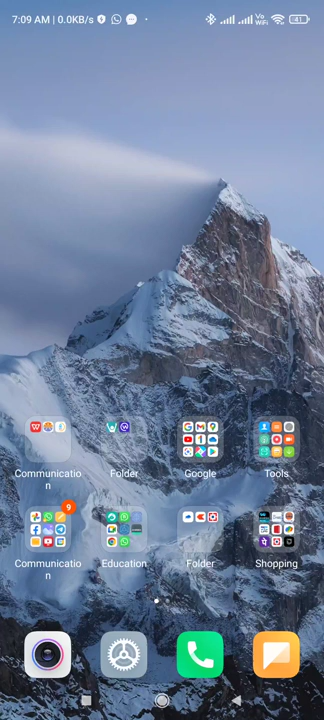 7:09 AM | 0.0KB/s
Vo
WiFi
41
Communicatio
n
Folder
Google
Tools
9
Communicatio
n
Education
Folder
Shopping